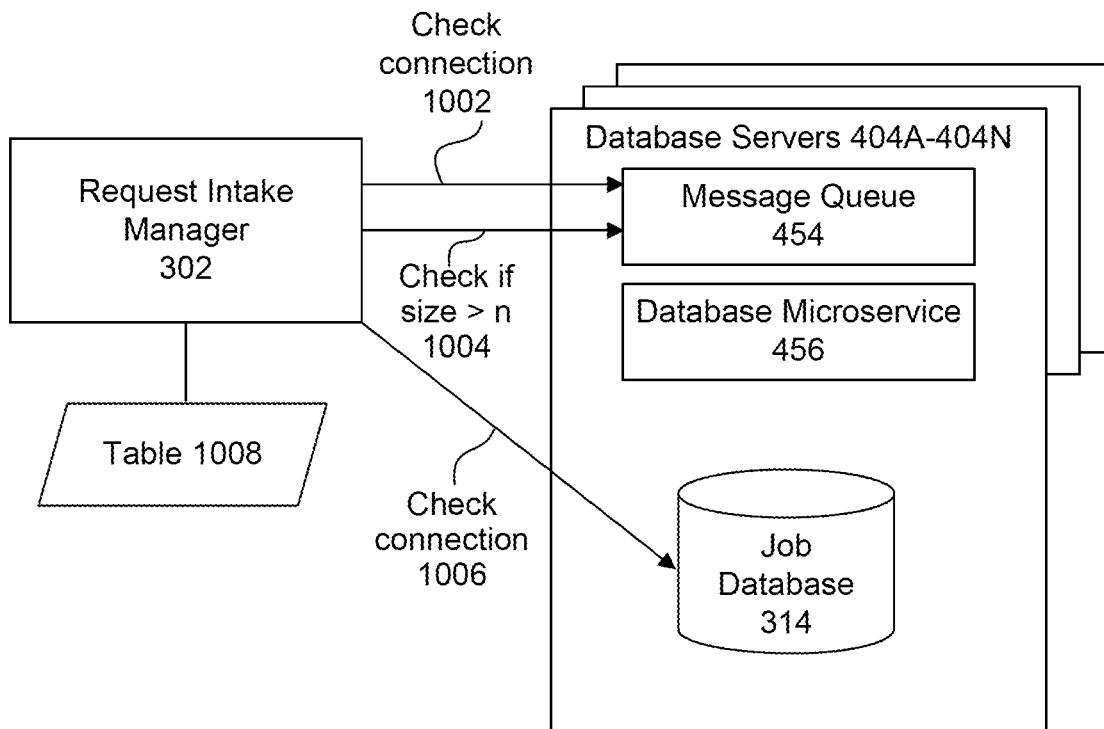 Check
connection
1002
Database Servers 404A-404N
Request Intake
Manager
302
Message Queue
454
Check if
size > n
1004
Database Microservice
456
Table 1008
Check
connection
1006
Job
Database
314